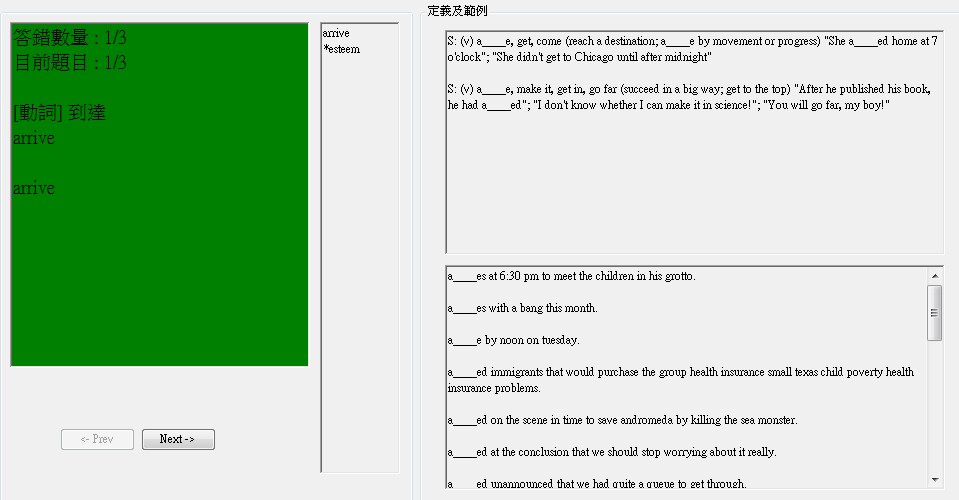 答錯數量 : 1/3
目前題目 : 1/3
[動詞] 到達
arrive
arrive
<- Prev
Next ->
arrive
*esteem
定義及範例
S: (v) a____e, get, come (reach a destination; a____e by movement or progress) "She a____ed home at 7
o'clock"; "She didn't get to Chicago until after midnight"
S: (v) a____e, make it, get in, go far (succeed in a big way; get to the top) "After he published his book,
he had a____ed"; "I don't know whether I can make it in science!"; "You will go far, my boy!"
a____es at 6:30 pm to meet the children in his grotto.
a____es with a bang this month.
a____e by noon on tuesday.
a____ed immigrants that would purchase the group health insurance small texas child poverty health
insurance problems.
a____ed on the scene in time to save andromeda by killing the sea monster.
a____ed at the conclusion that we should stop worrying about it really.
a____ed unannounced that we had quite a queue to get through.